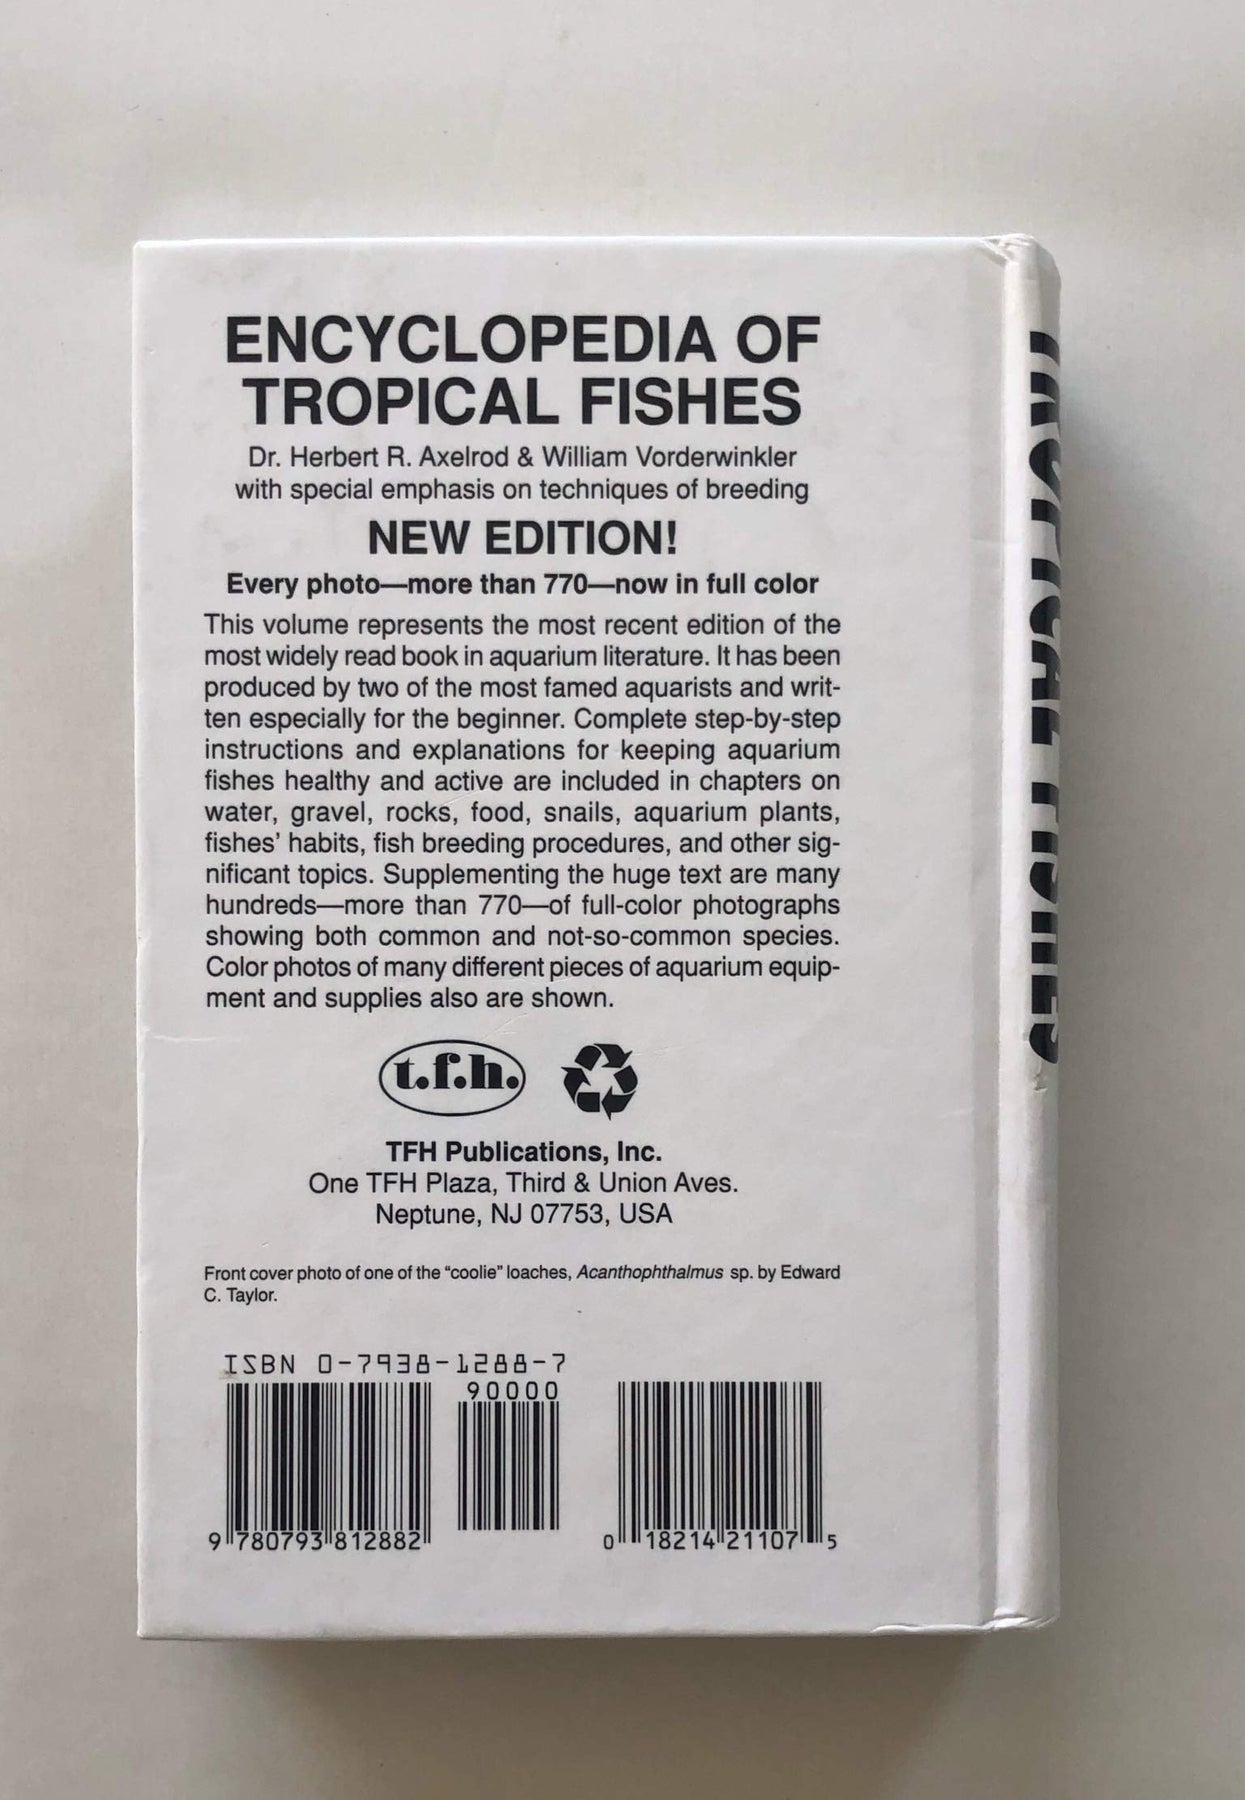 ENCYCLOPEDIA OF
TROPICAL FISHES
Dr. Herbert R. Axelrod & William Vorderwinkler
with special emphasis on techniques of breeding
NEW EDITION!
Every photo—more than 770—now in full color
This volume represents the most recent edition of the
most widely read book in aquarium literature. It has been
produced by two of the most famed aquarists and writ-
ten especially for the beginner. Complete step-by-step
instructions and explanations for keeping aquarium
fishes healthy and active are included in chapters on
water, gravel, rocks, food, snails, aquarium plants,
fishes' habits, fish breeding procedures, and other sig-
nificant topics. Supplementing the huge text are many
hundreds—more than 770—of full-color photographs
showing both common and not-so-common species.
Color photos of many different pieces of aquarium equip-
ment and supplies also are shown.
t.f.h.
TFH Publications, Inc.
One TFH Plaza, Third & Union Aves.
Neptune, NJ 07753, USA
Front cover photo of one of the “coolie” loaches, Acanthophthalmus sp. by Edward
C. Taylor.
ISBN 0-7938-1288-7
90000
9 780793 812882
0 18214 21107 5
TROPICAL FISHES